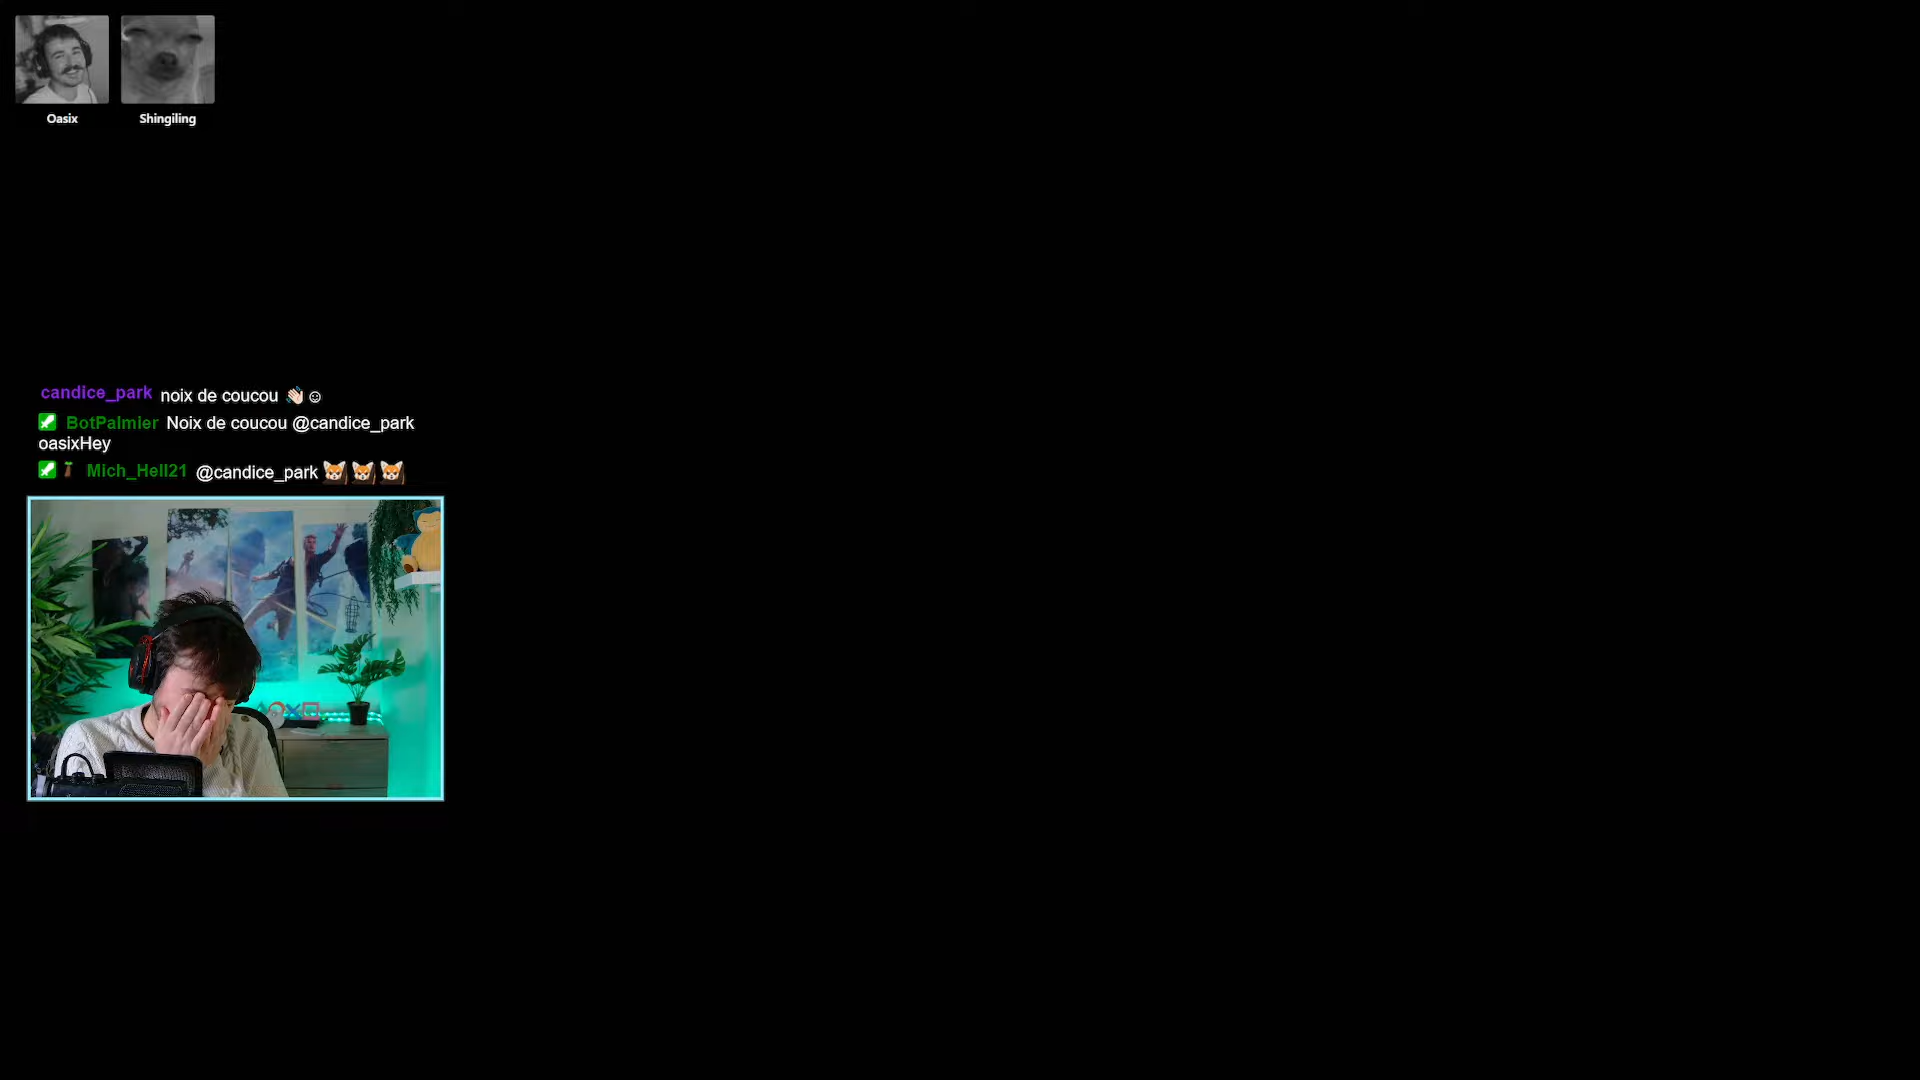 Oasix
Shingiling
candice_park noix de coucou 👋🏻☺
BotPalmier Noix de coucou @candice_park
oasixHey
Mich_Hell21 @candice_park